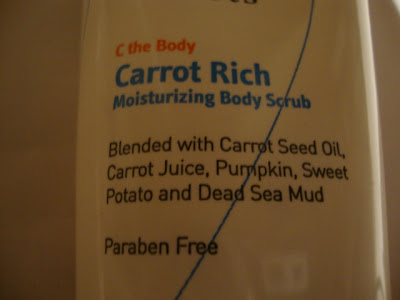 C the Body
Carrot Rich
Moisturizing Body Scrub
Blended with Carrot Seed Oil,
Carrot Juice, Pumpkin, Sweet
Potato and Dead Sea Mud
Paraben Free